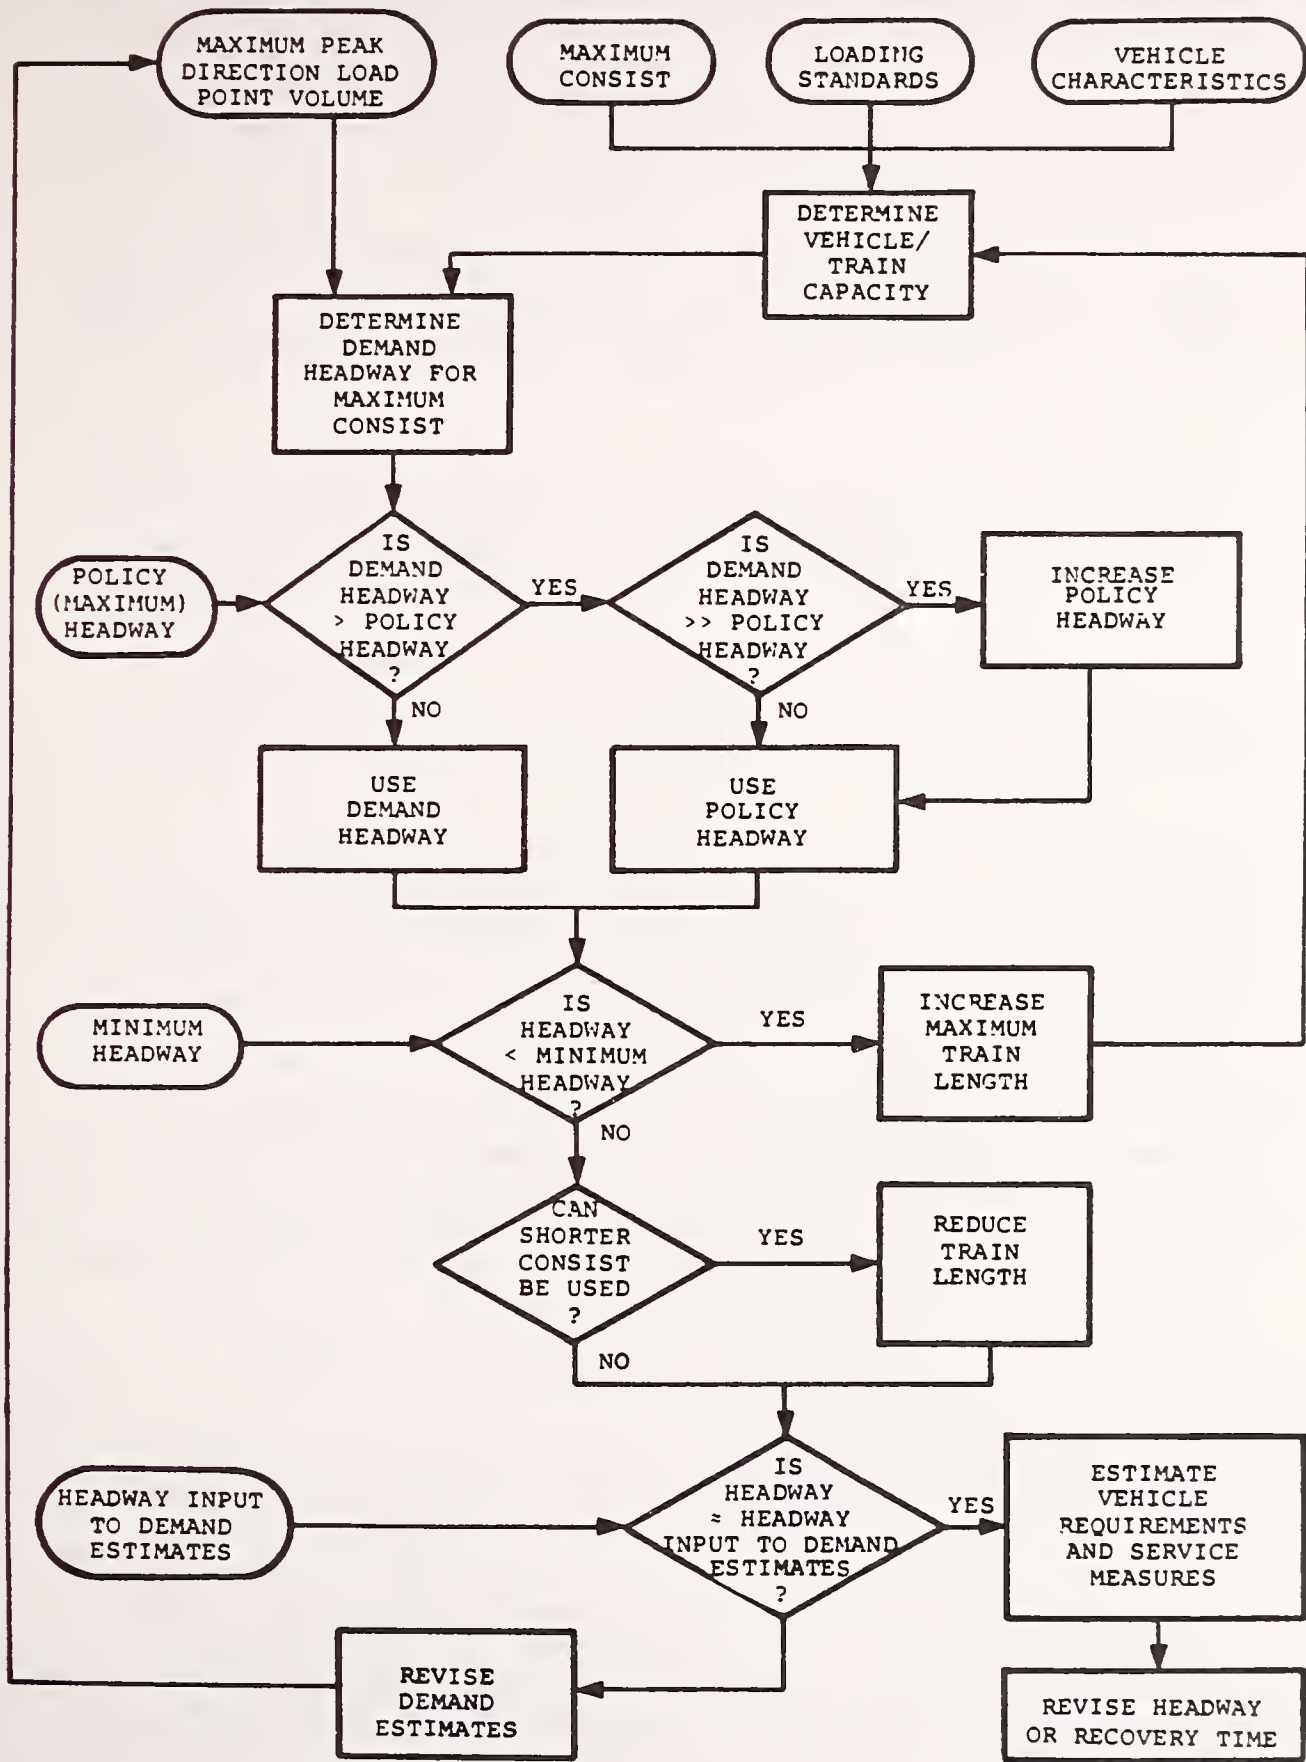 MAXIMUM PEAK
DIRECTION LOAD
POINT VOLUME
MAXIMUM
CONSIST
LOADING
STANDARDS
VEHICLE
CHARACTERISTICS
DETERMINE
VEHICLE/
TRAIN
CAPACITY
DETERMINE
DEMAND
HEADWAY FOR
MAXIMUM
CONSIST
POLICY
(MAXIMUM)
HEADWAY
IS
DEMAND
HEADWAY
> POLICY
HEADWAY
?
YES
NO
IS
DEMAND
HEADWAY
>> POLICY
HEADWAY
?
YES
NO
INCREASE
POLICY
HEADWAY
USE
DEMAND
HEADWAY
USE
POLICY
HEADWAY
MINIMUM
HEADWAY
IS
HEADWAY
< MINIMUM
HEADWAY
?
YES
NO
INCREASE
MAXIMUM
TRAIN
LENGTH
CAN
SHORTER
CONSIST
BE USED
?
YES
NO
REDUCE
TRAIN
LENGTH
HEADWAY INPUT
TO DEMAND
ESTIMATES
IS
HEADWAY
≈ HEADWAY
INPUT TO DEMAND
ESTIMATES
?
YES
ESTIMATE
VEHICLE
REQUIREMENTS
AND SERVICE
MEASURES
REVISE
DEMAND
ESTIMATES
REVISE HEADWAY
OR RECOVERY TIME